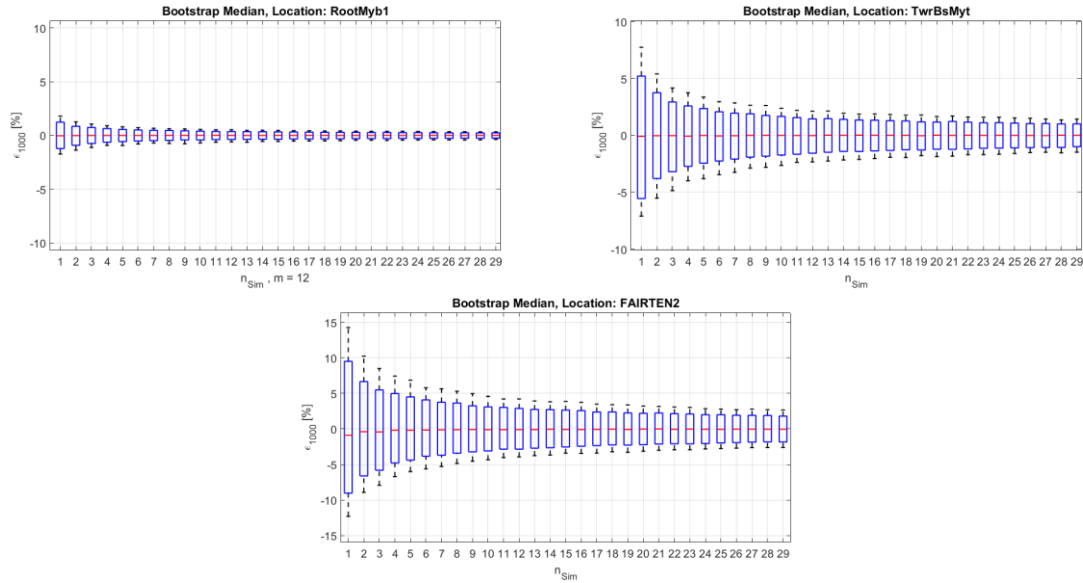 Bootstrap Median, Location: RootMyb1
10
5
0
-5
-10
ϵ1000 [%]
1 2 3 4 5 6 7 8 9 10 11 12 13 14 15 16 17 18 19 20 21 22 23 24 25 26 27 28 29
nSim , m = 12
Bootstrap Median, Location: TwrBsMyt
10
5
0
-5
-10
ϵ1000 [%]
1 2 3 4 5 6 7 8 9 10 11 12 13 14 15 16 17 18 19 20 21 22 23 24 25 26 27 28 29
nSim
Bootstrap Median, Location: FAIRTEN2
15
10
5
0
-5
-10
-15
ϵ1000 [%]
1 2 3 4 5 6 7 8 9 10 11 12 13 14 15 16 17 18 19 20 21 22 23 24 25 26 27 28 29
nSim